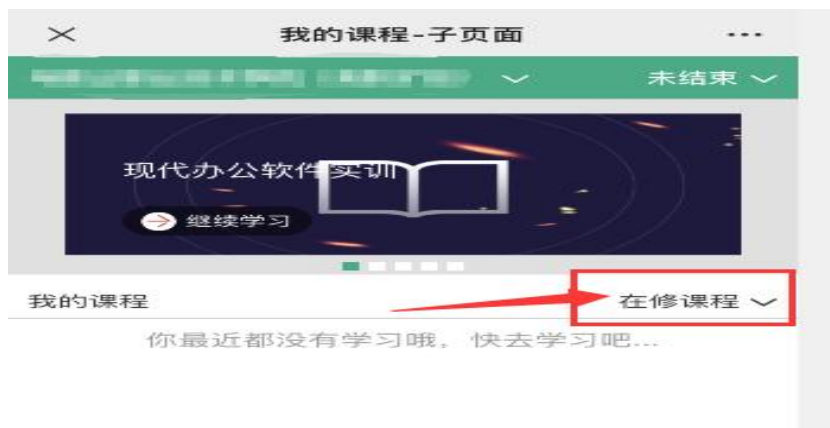 我的课程-子页面
未结束
现代办公软件实训
继续学习
我的课程
在修课程
你最近都没有学习哦，快去学习吧...